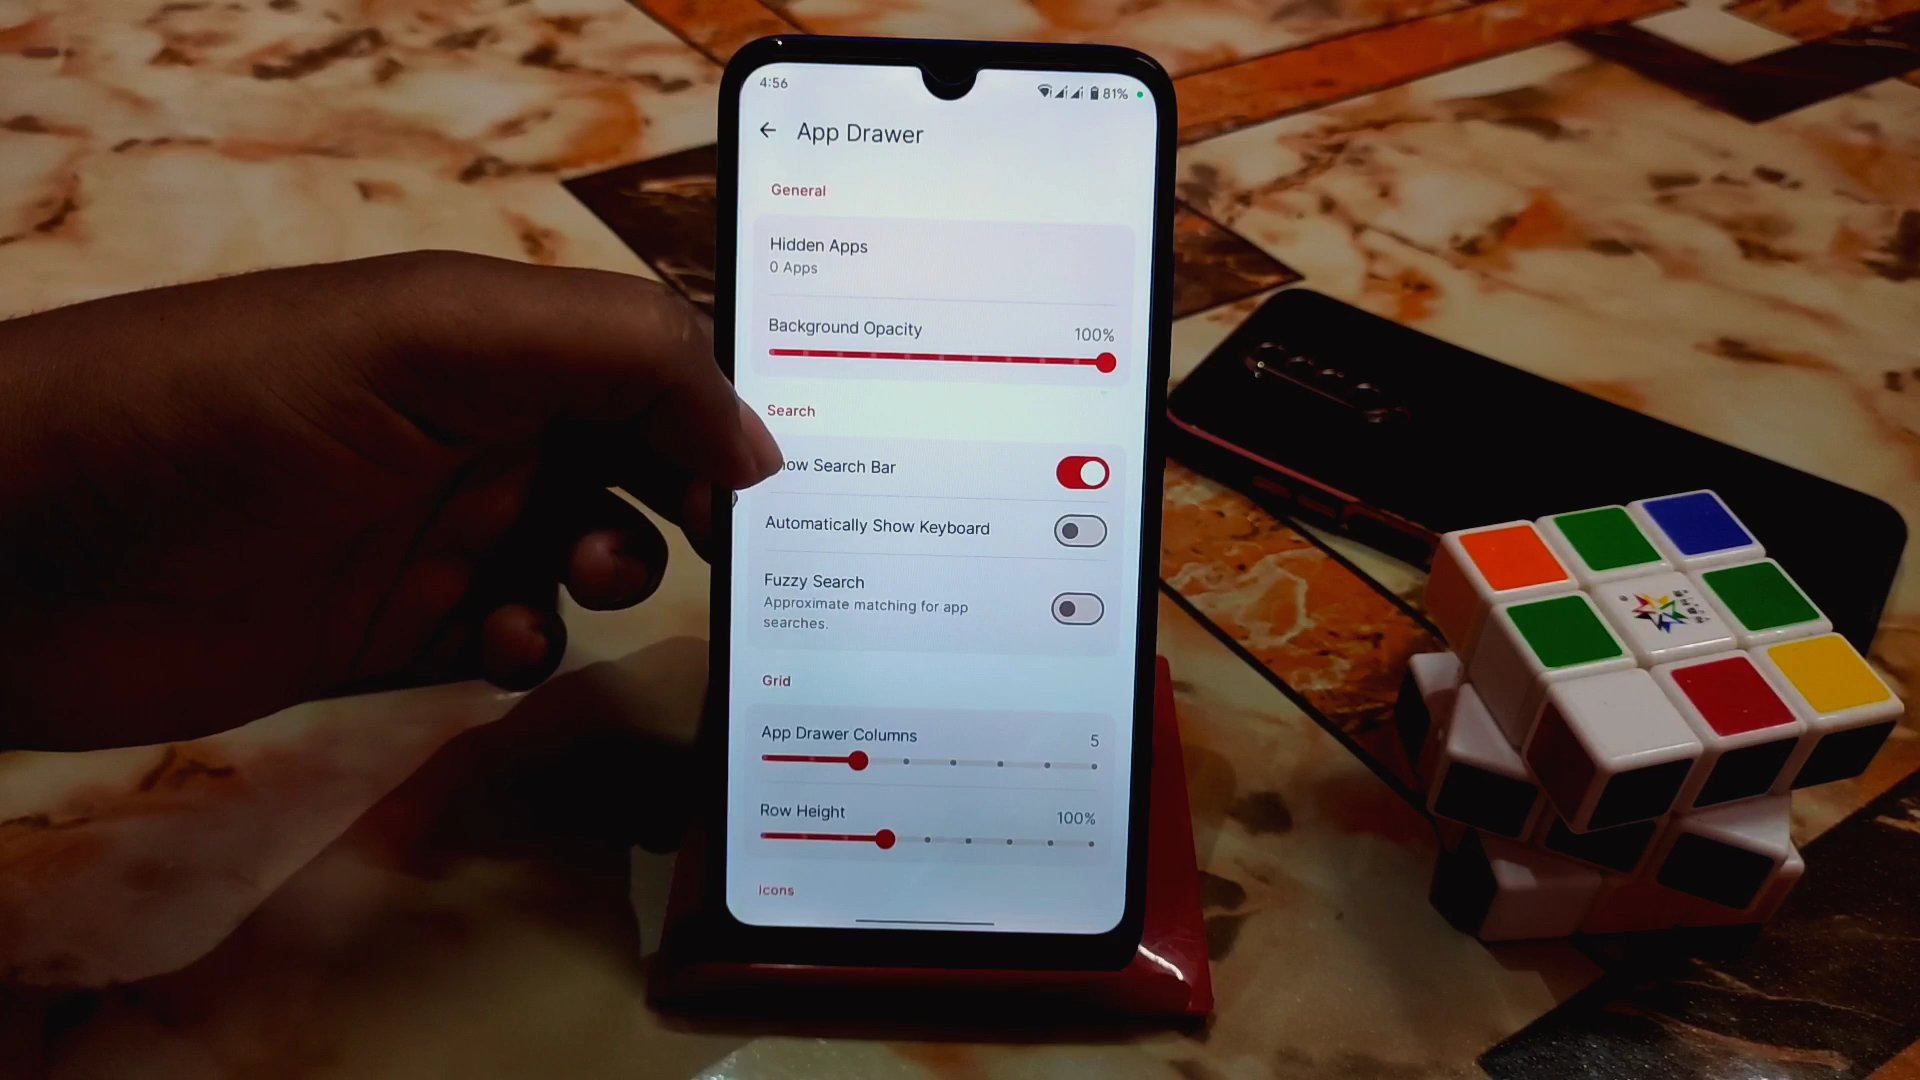 4:56
81%
App Drawer
General
Hidden Apps
0 Apps
Background Opacity
100%
Search
ow Search Bar
Automatically Show Keyboard
Fuzzy Search
Approximate matching for app
searches.
Grid
App Drawer Columns
5
Row Height
100%
Icons